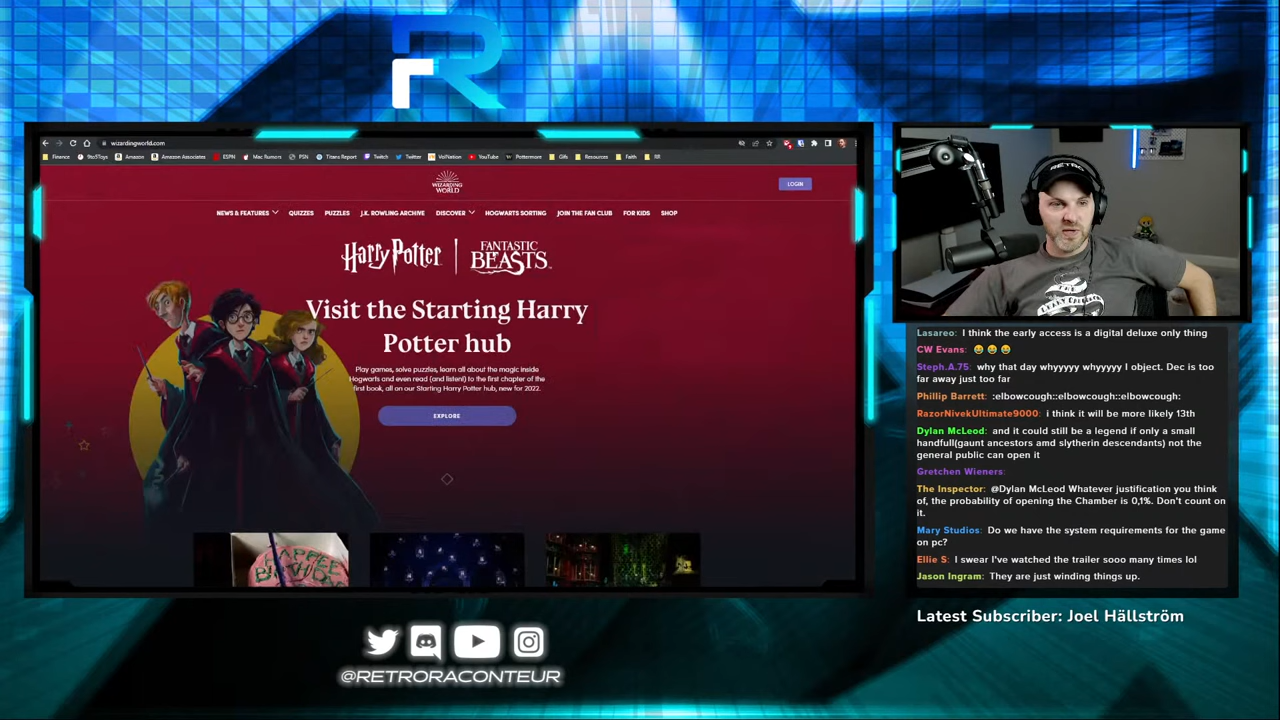 wizardingworld.com
Finance
9to5Toys
Amazon
Amazon Associates
ESPN
Mac Rumors
PSN
Titans Report
Twitch
Twitter
VolNation
YouTube
Pottermore
Gifs
Resources
Faith
WIZARDING
WORLD
LOGIN
NEWS & FEATURES
QUIZZES
PUZZLES
J.K. ROWLING ARCHIVE
DISCOVER
HOGWARTS SORTING
JOIN THE FAN CLUB
FOR KIDS
SHOP
Harry Potter
FANTASTIC
BEASTS
Visit the Starting Harry
Potter hub
Play games, solve puzzles, learn all about the magic inside
Hogwarts and even read (and listen!) to the first chapter of the
first book, all on our Starting Harry Potter hub, new for 2022.
EXPLORE
RETRO
Lasareo: I think the early access is a digital deluxe only thing
CW Evans:
Steph.A.75: why that day whyyyy whyyyy I object. Dec is too
far away just too far
Phillip Barrett: :elbowcough::elbowcough::elbowcough:
RazorNivekUltimate9000: i think it will be more likely 13th
Dylan McLeod: and it could still be a legend if only a small
handfull(gaunt ancestors amd slytherin descendants) not the
general public can open it
Gretchen Wieners:
The Inspector: @Dylan McLeod Whatever justification you think
of, the probability of opening the Chamber is 0,1%. Don't count on
it.
Mary Studios: Do we have the system requirements for the game
on pc?
Ellie S: I swear I've watched the trailer sooo many times lol
Jason Ingram: They are just winding things up.
Latest Subscriber: Joel Hällström
@RETRORACONTEUR